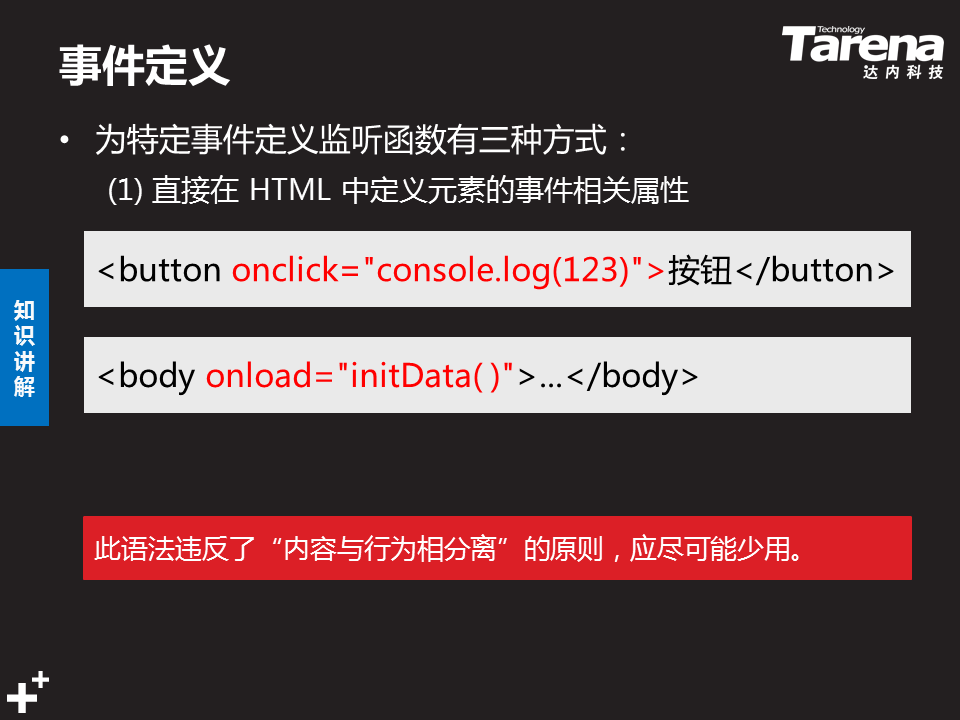 事件定义
Technology
Tarena
达内科技
• 为特定事件定义监听函数有三种方式：
(1) 直接在 HTML 中定义元素的事件相关属性
<button onclick="console.log(123)">按钮</button>
知识讲解
<body onload="initData( )">...</body>
此语法违反了“内容与行为相分离”的原则，应尽可能少用。